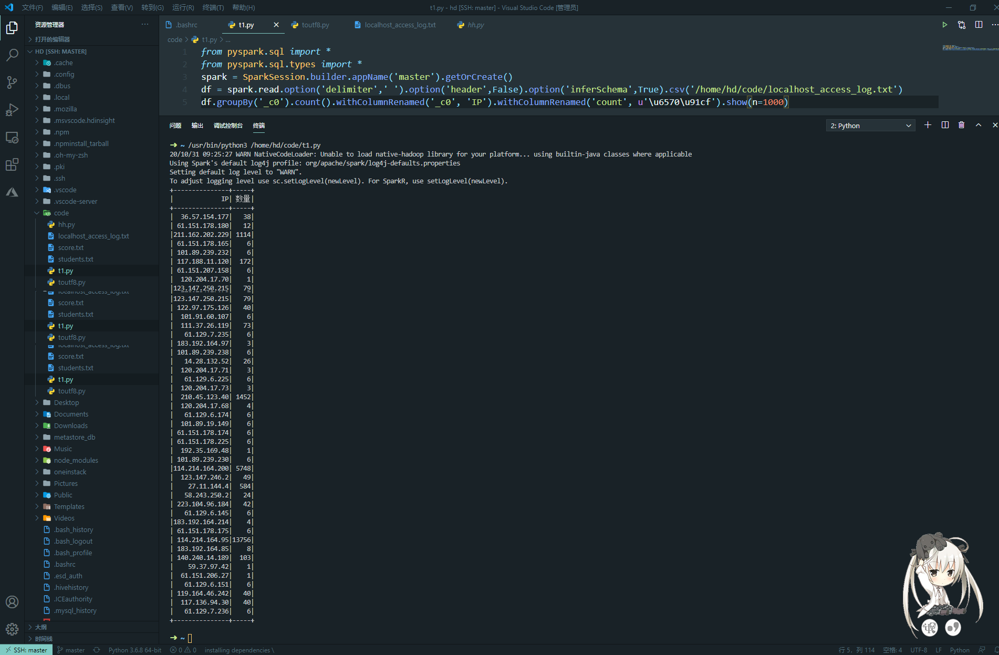 文件(F) 编辑(E) 选择(S) 查看(V) 转到(G) 运行(R) 终端(T) 帮助(H) t1.py - hd [SSH: master] - Visual Studio Code [管理员]
资源管理器
打开的编辑器
HD [SSH: MASTER]
.cache
.config
.dbus
.local
.mozilla
.msvscode.hdinsight
.npm
.npminstall_tarball
.oh-my-zsh
.pki
.ssh
.vscode
.vscode-server
code
hh.py
localhost_access_log.txt
score.txt
students.txt
t1.py
toutf8.py
localhost_access_log.txt
score.txt
students.txt
t1.py
toutf8.py
localhost_access_log.txt
score.txt
students.txt
t1.py
toutf8.py
Desktop
Documents
Downloads
metastore_db
Music
node_modules
oneinstack
Pictures
Public
Templates
Videos
.bash_history
.bash_logout
.bash_profile
.bashrc
.esd_auth
.hivehistory
.ICEauthority
.mysql_history
大纲
时间线
.bashrc t1.py toutf8.py localhost_access_log.txt hh.py
code > t1.py > ...
1 from pyspark.sql import *
2 from pyspark.sql.types import *
3 spark = SparkSession.builder.appName('master').getOrCreate()
4 df = spark.read.option('delimiter',' ').option('header',False).option('inferSchema',True).csv('/home/hd/code/localhost_access_log.txt')
5 df.groupBy('_c0').count().withColumnRenamed('_c0', 'IP').withColumnRenamed('count', u'\u6570\u91cf').show(n=1000)
问题 输出 调试控制台 终端 2: Python
➜ ~ /usr/bin/python3 /home/hd/code/t1.py
20/10/31 09:25:27 WARN NativeCodeLoader: Unable to load native-hadoop library for your platform... using builtin-java classes where applicable
Using Spark's default log4j profile: org/apache/spark/log4j-defaults.properties
Setting default log level to "WARN".
To adjust logging level use sc.setLogLevel(newLevel). For SparkR, use setLogLevel(newLevel).
+---------------+-----+
|             IP| 数量|
+---------------+-----+
|  36.57.154.177|   38|
| 61.151.178.180|   12|
|211.162.202.229| 1114|
| 61.151.178.165|    6|
| 101.89.239.232|    6|
| 117.188.11.120|  172|
| 61.151.207.158|    6|
|  120.204.17.70|    1|
|123.147.250.215|   79|
|123.147.250.215|   79|
| 122.97.175.126|   40|
|  101.91.60.107|    6|
|  111.37.26.119|   73|
|   61.129.7.235|    6|
| 183.192.164.97|    3|
| 101.89.239.238|    6|
|   14.28.132.52|   26|
|  120.204.17.71|    3|
|   61.129.6.225|    6|
|  120.204.17.73|    3|
|  210.45.123.40| 1452|
|  120.204.17.68|    4|
|   61.129.6.174|    6|
|  101.89.19.149|    6|
| 61.151.178.174|    6|
| 61.151.178.225|    6|
|  192.35.169.48|    1|
| 101.89.239.230|    6|
|114.214.164.200| 5748|
|  123.147.246.2|   49|
|    27.11.144.4|  584|
|   58.243.250.2|   24|
| 223.104.96.184|   42|
|   61.129.6.145|    6|
|183.192.164.214|    4|
| 61.151.178.175|    6|
| 114.214.164.95|13756|
| 183.192.164.85|    8|
| 140.240.14.189|  103|
|    59.37.97.42|    1|
|  61.151.206.27|    1|
|   61.129.6.151|    6|
| 119.164.46.242|   40|
|  117.136.94.30|   40|
|   61.129.7.236|    6|
+---------------+-----+
➜ ~
中
SSH: master master Python 3.6.8 64-bit 0 0 installing dependencies \ 行 5，列 114 空格: 4 UTF-8 LF Python